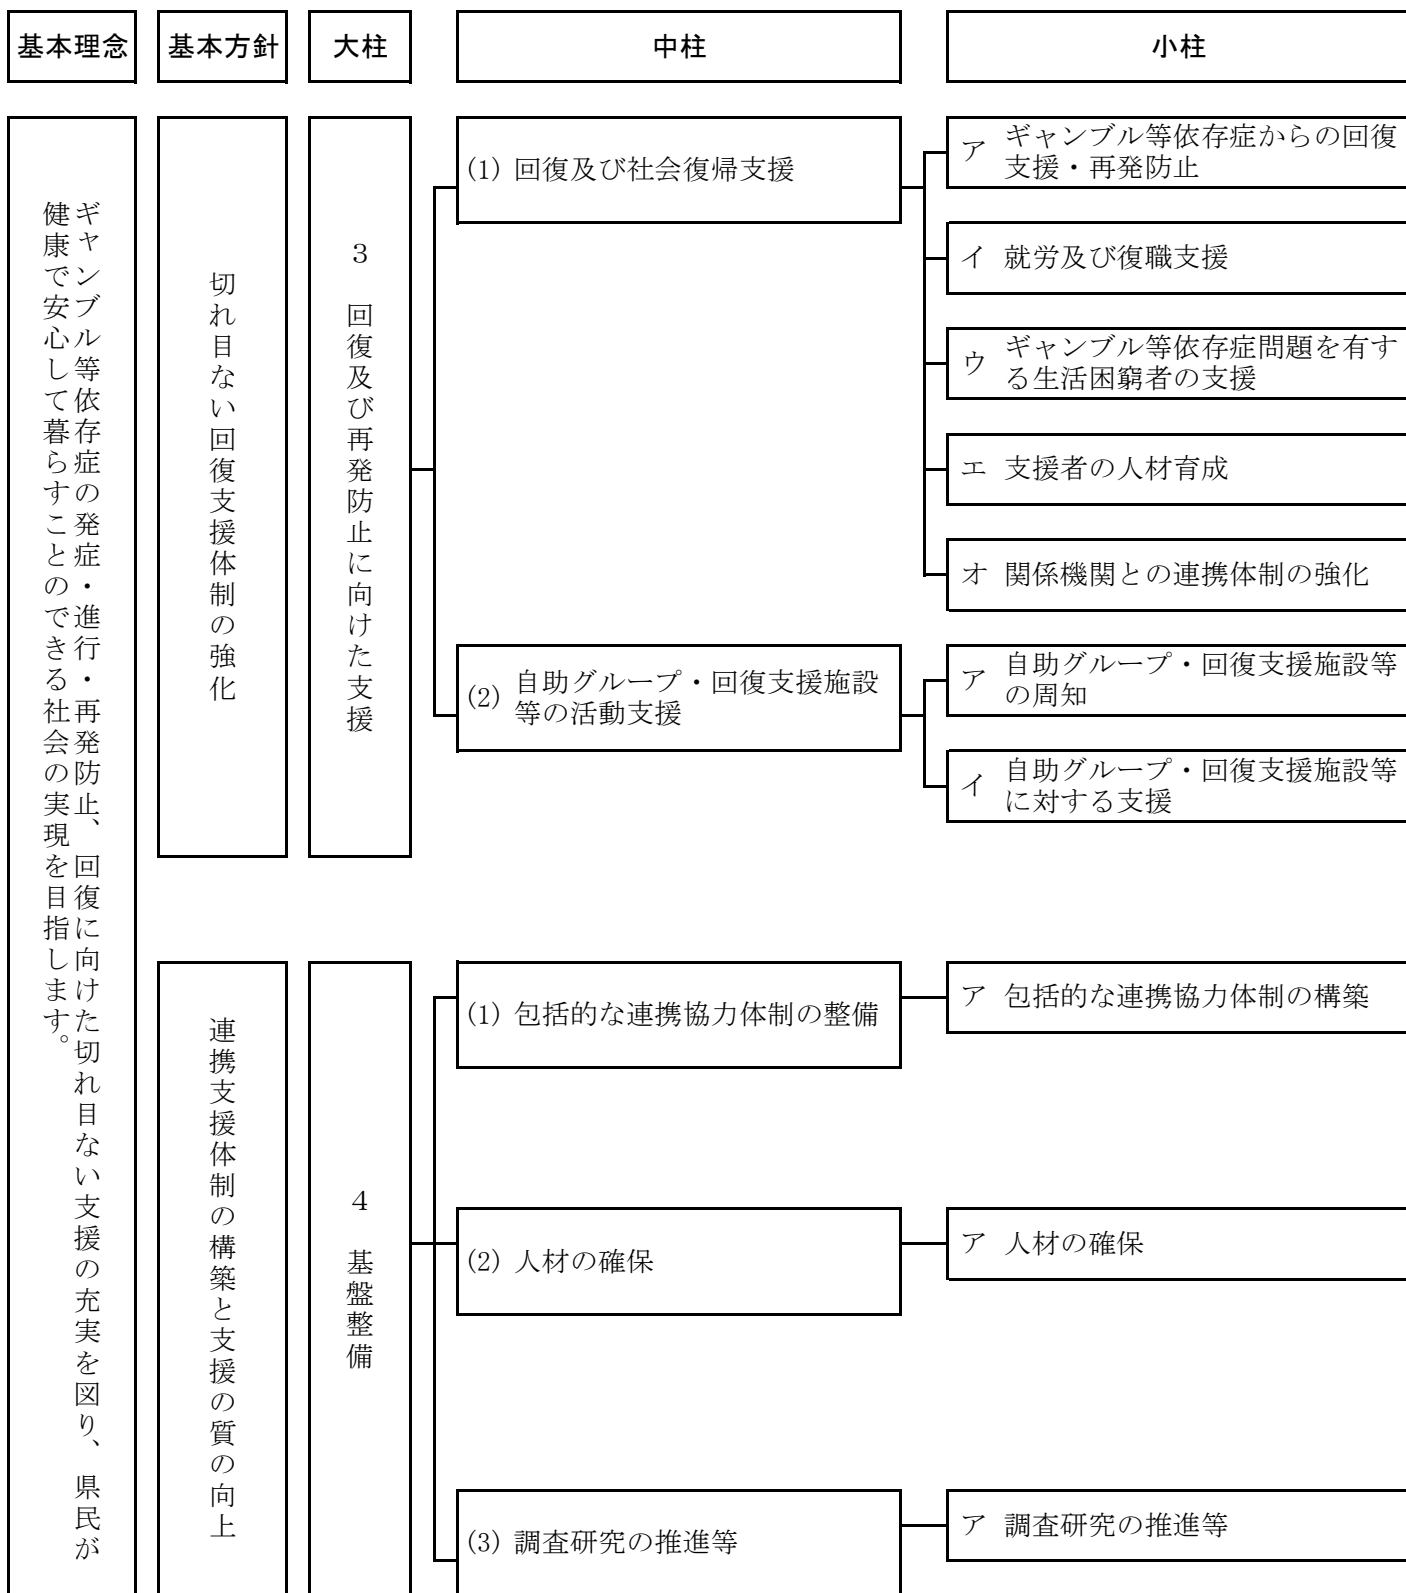 基本理念
基本方針
大柱
中柱
小柱
ギャンブル等依存症の発症・進行・再発防止、回復に向けた切れ目ない支援の充実を図り、県民が
健康で安心して暮らすことのできる社会の実現を目指します。
切れ目ない回復支援体制の強化
3 回復及び再発防止に向けた支援
(1) 回復及び社会復帰支援
ア ギャンブル等依存症からの回復
支援・再発防止
イ 就労及び復職支援
ウ ギャンブル等依存症問題を有す
る生活困窮者の支援
エ 支援者の人材育成
オ 関係機関との連携体制の強化
(2) 自助グループ・回復支援施設
等の活動支援
ア 自助グループ・回復支援施設等
の周知
イ 自助グループ・回復支援施設等
に対する支援
連携支援体制の構築と支援の質の向上
4 基盤整備
(1) 包括的な連携協力体制の整備
ア 包括的な連携協力体制の構築
(2) 人材の確保
ア 人材の確保
(3) 調査研究の推進等
ア 調査研究の推進等